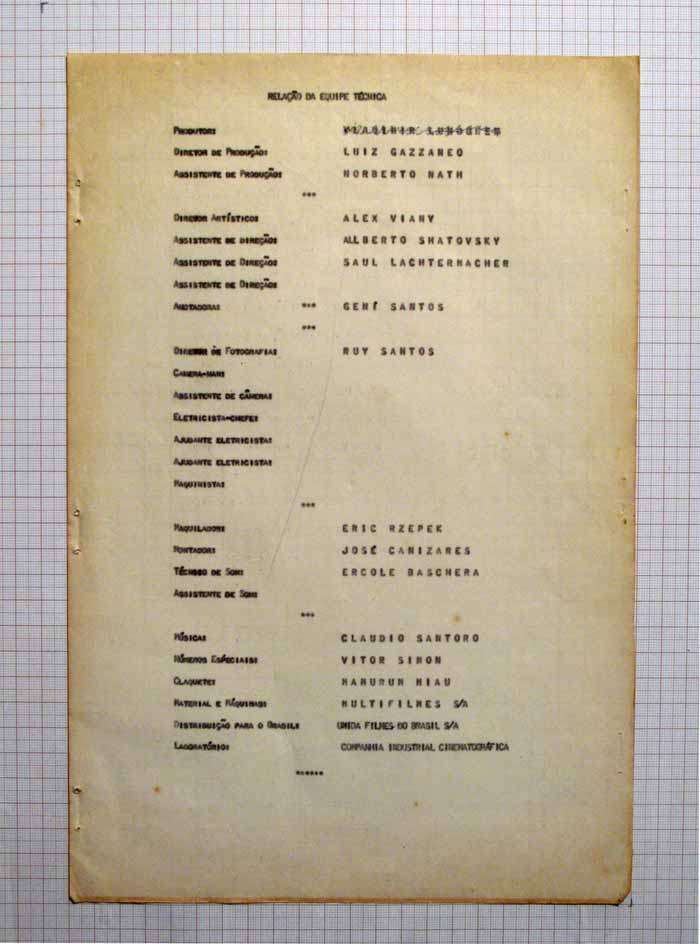 RELAÇÃO DA EQUIPE TÉCNICA
PRODUTOR:
DIRETOR DE PRODUÇÃO: LUIZ GAZZANEO
ASSISTENTE DE PRODUÇÃO: NORBERTO NATH
***
DIRETOR ARTÍSTICO: ALEX VIANY
ASSISTENTE DE DIREÇÃO: ALLBERTO SHATOVSKY
ASSISTENTE DE DIREÇÃO: SAUL LACHTERMACHER
ASSISTENTE DE DIREÇÃO:
ANOTADORA: *** GENÍ SANTOS
***
DIRETOR DE FOTOGRAFIA: RUY SANTOS
CAMERA-MAN:
ASSISTENTE DE CÂMERA:
ELETRICISTA-CHEFE:
AJUDANTE ELETRICISTA:
AJUDANTE ELETRICISTA:
MAQUINISTA:
***
MAQUILADOR: ERIC RZEPEK
MONTADOR: JOSÉ CANIZARES
TÉCNICO DE SOM: ERCOLE BASCHERA
ASSISTENTE DE SOM:
***
MÚSICA: CLAUDIO SANTORO
NÚMEROS ESPECIAIS: VITOR SIMON
CLAQUETE: MAMURUN MIAU
MATERIAL E MÁQUINAS: MULTIFILMES S/A
DISTRIBUIÇÃO PARA O BRASIL: UNIDA FILMES DO BRASIL S/A
LABORATÓRIO: COMPANHIA INDUSTRIAL CINEMATOGRÁFICA
******